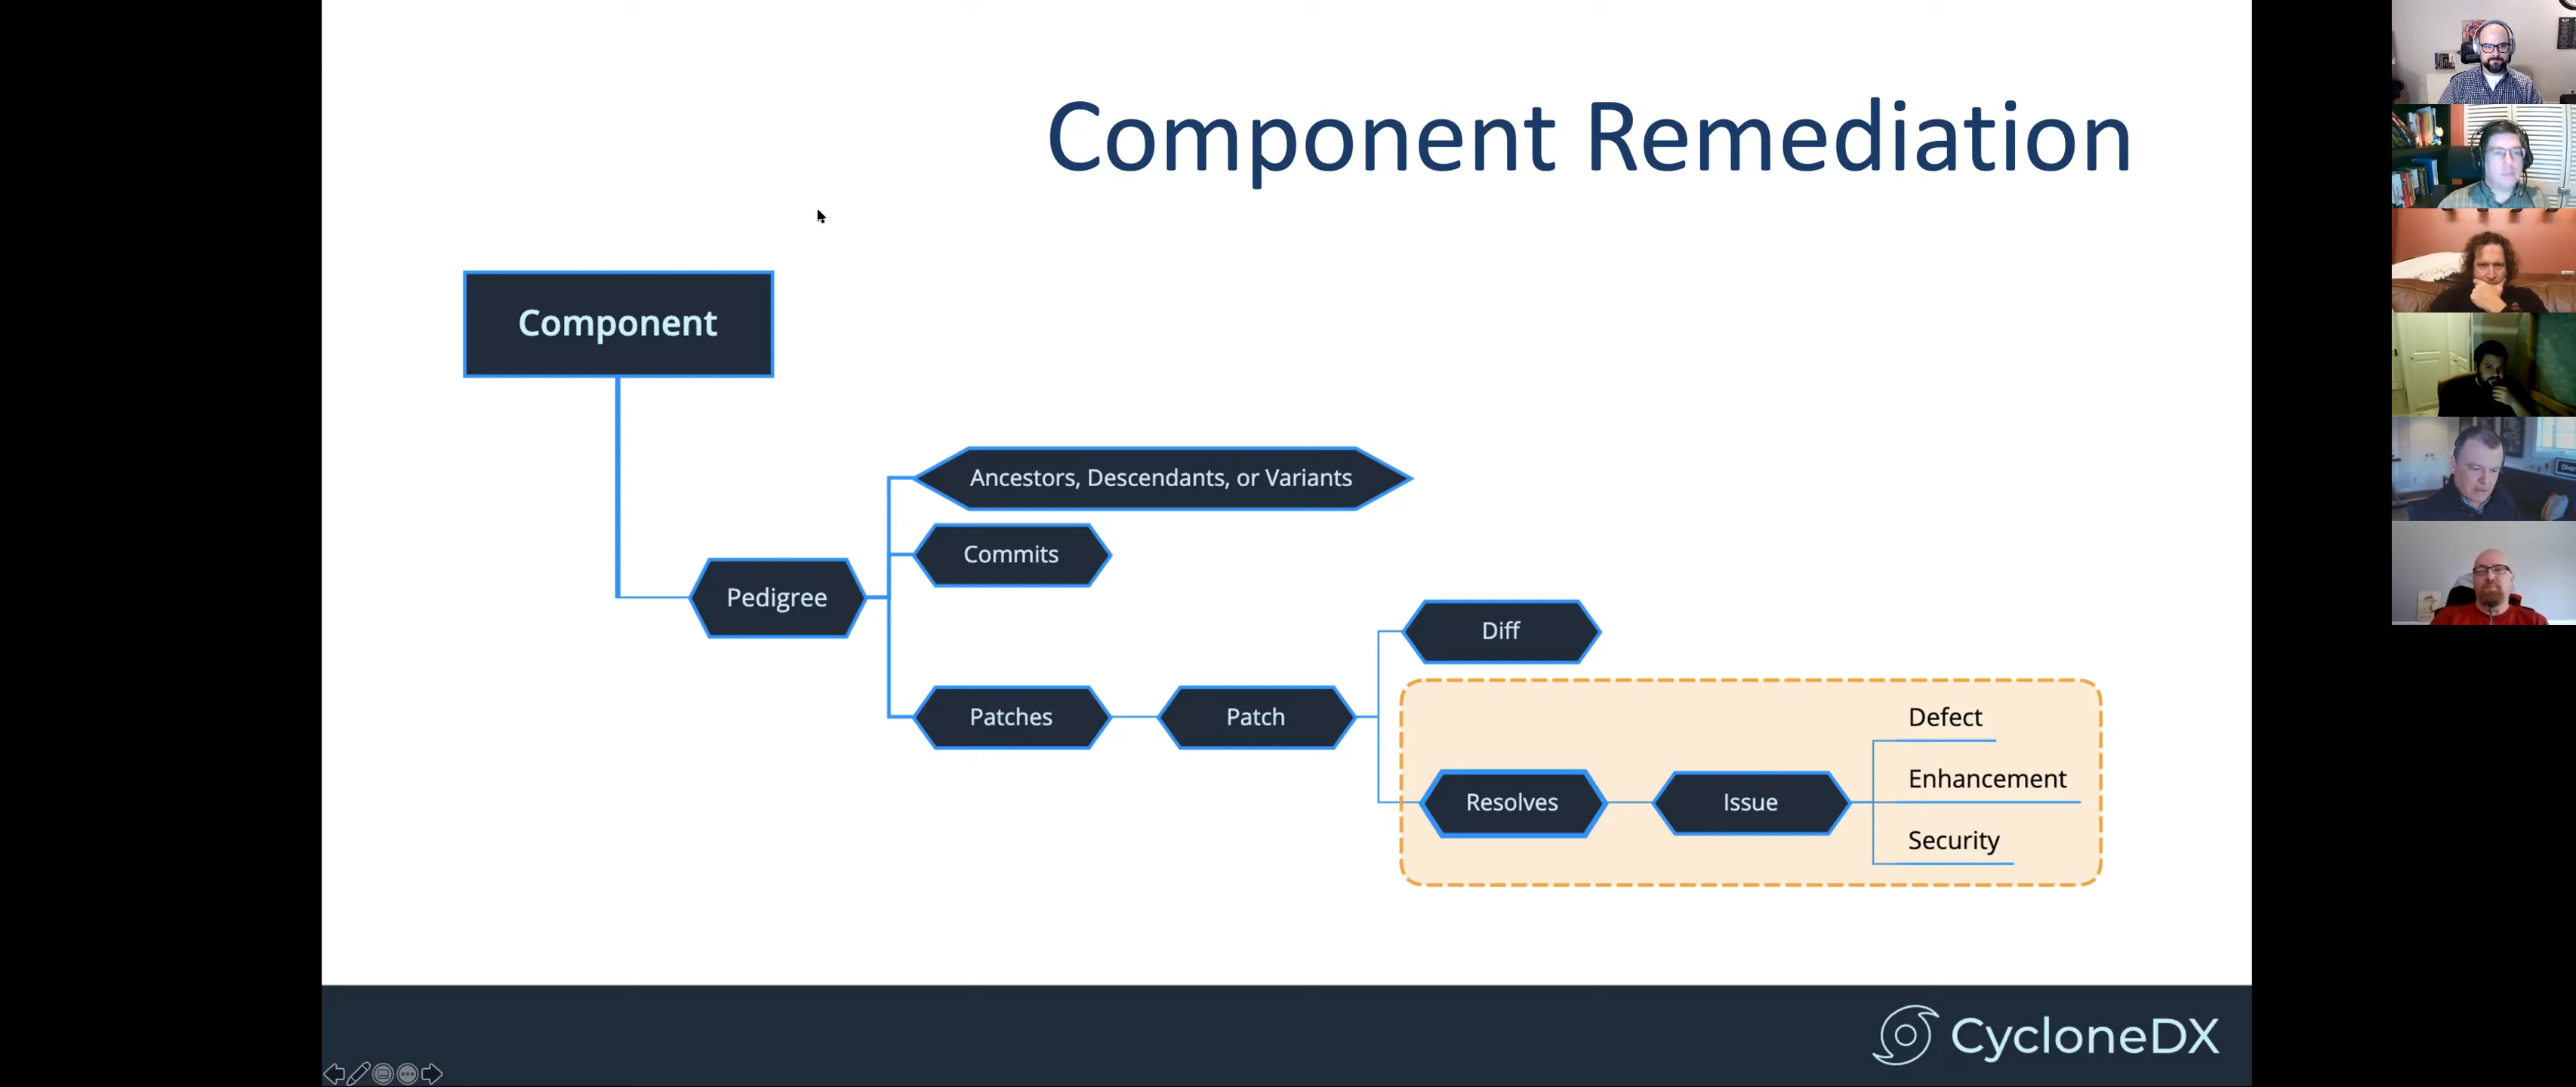 Component Remediation
Component
Ancestors, Descendants, or Variants
Commits
Pedigree
Diff
Patches
Patch
Defect
Resolves
Issue
Enhancement
Security
CycloneDX